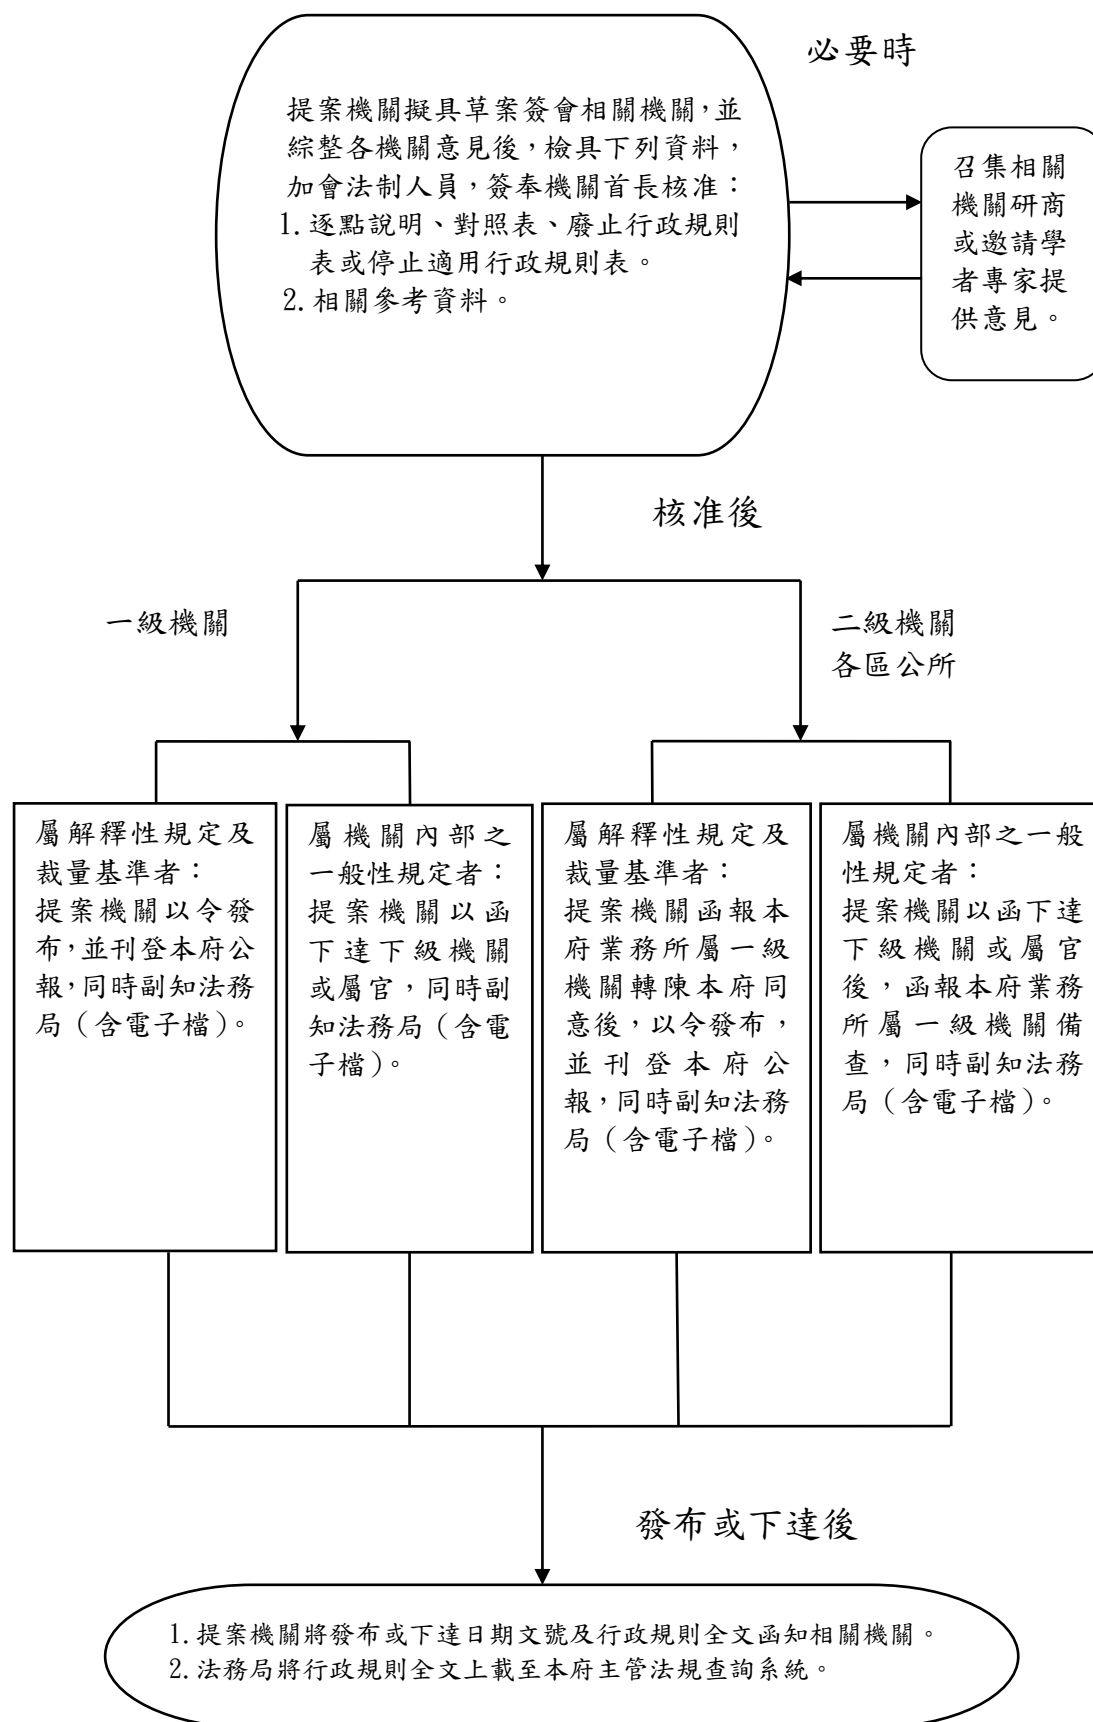 必要時
提案機關擬具草案簽會相關機關，並
綜整各機關意見後，檢具下列資料，
加會法制人員，簽奉機關首長核准：
1.逐點說明、對照表、廢止行政規則
表或停止適用行政規則表。
2.相關參考資料。
召集相關
機關研商
或邀請學
者專家提
供意見。
核准後
一級機關
二級機關
各區公所
屬解釋性規定及
裁量基準者：
提案機關以令發
布，並刊登本府公
報，同時副知法務
局（含電子檔）。
屬機關內部之
一般性規定者：
提案機關以函
下達下級機關
或屬官，同時副
知法務局（含電
子檔）。
屬解釋性規定及
裁量基準者：
提案機關函報本
府業務所屬一級
機關轉陳本府同
意後，以令發布，
並刊登本府公
報，同時副知法務
局（含電子檔）。
屬機關內部之一般
性規定者：
提案機關以函下達
下級機關或屬官
後，函報本府業務
所屬一級機關備
查，同時副知法務
局（含電子檔）。
發布或下達後
1.提案機關將發布或下達日期文號及行政規則全文函知相關機關。
2.法務局將行政規則全文上載至本府主管法規查詢系統。